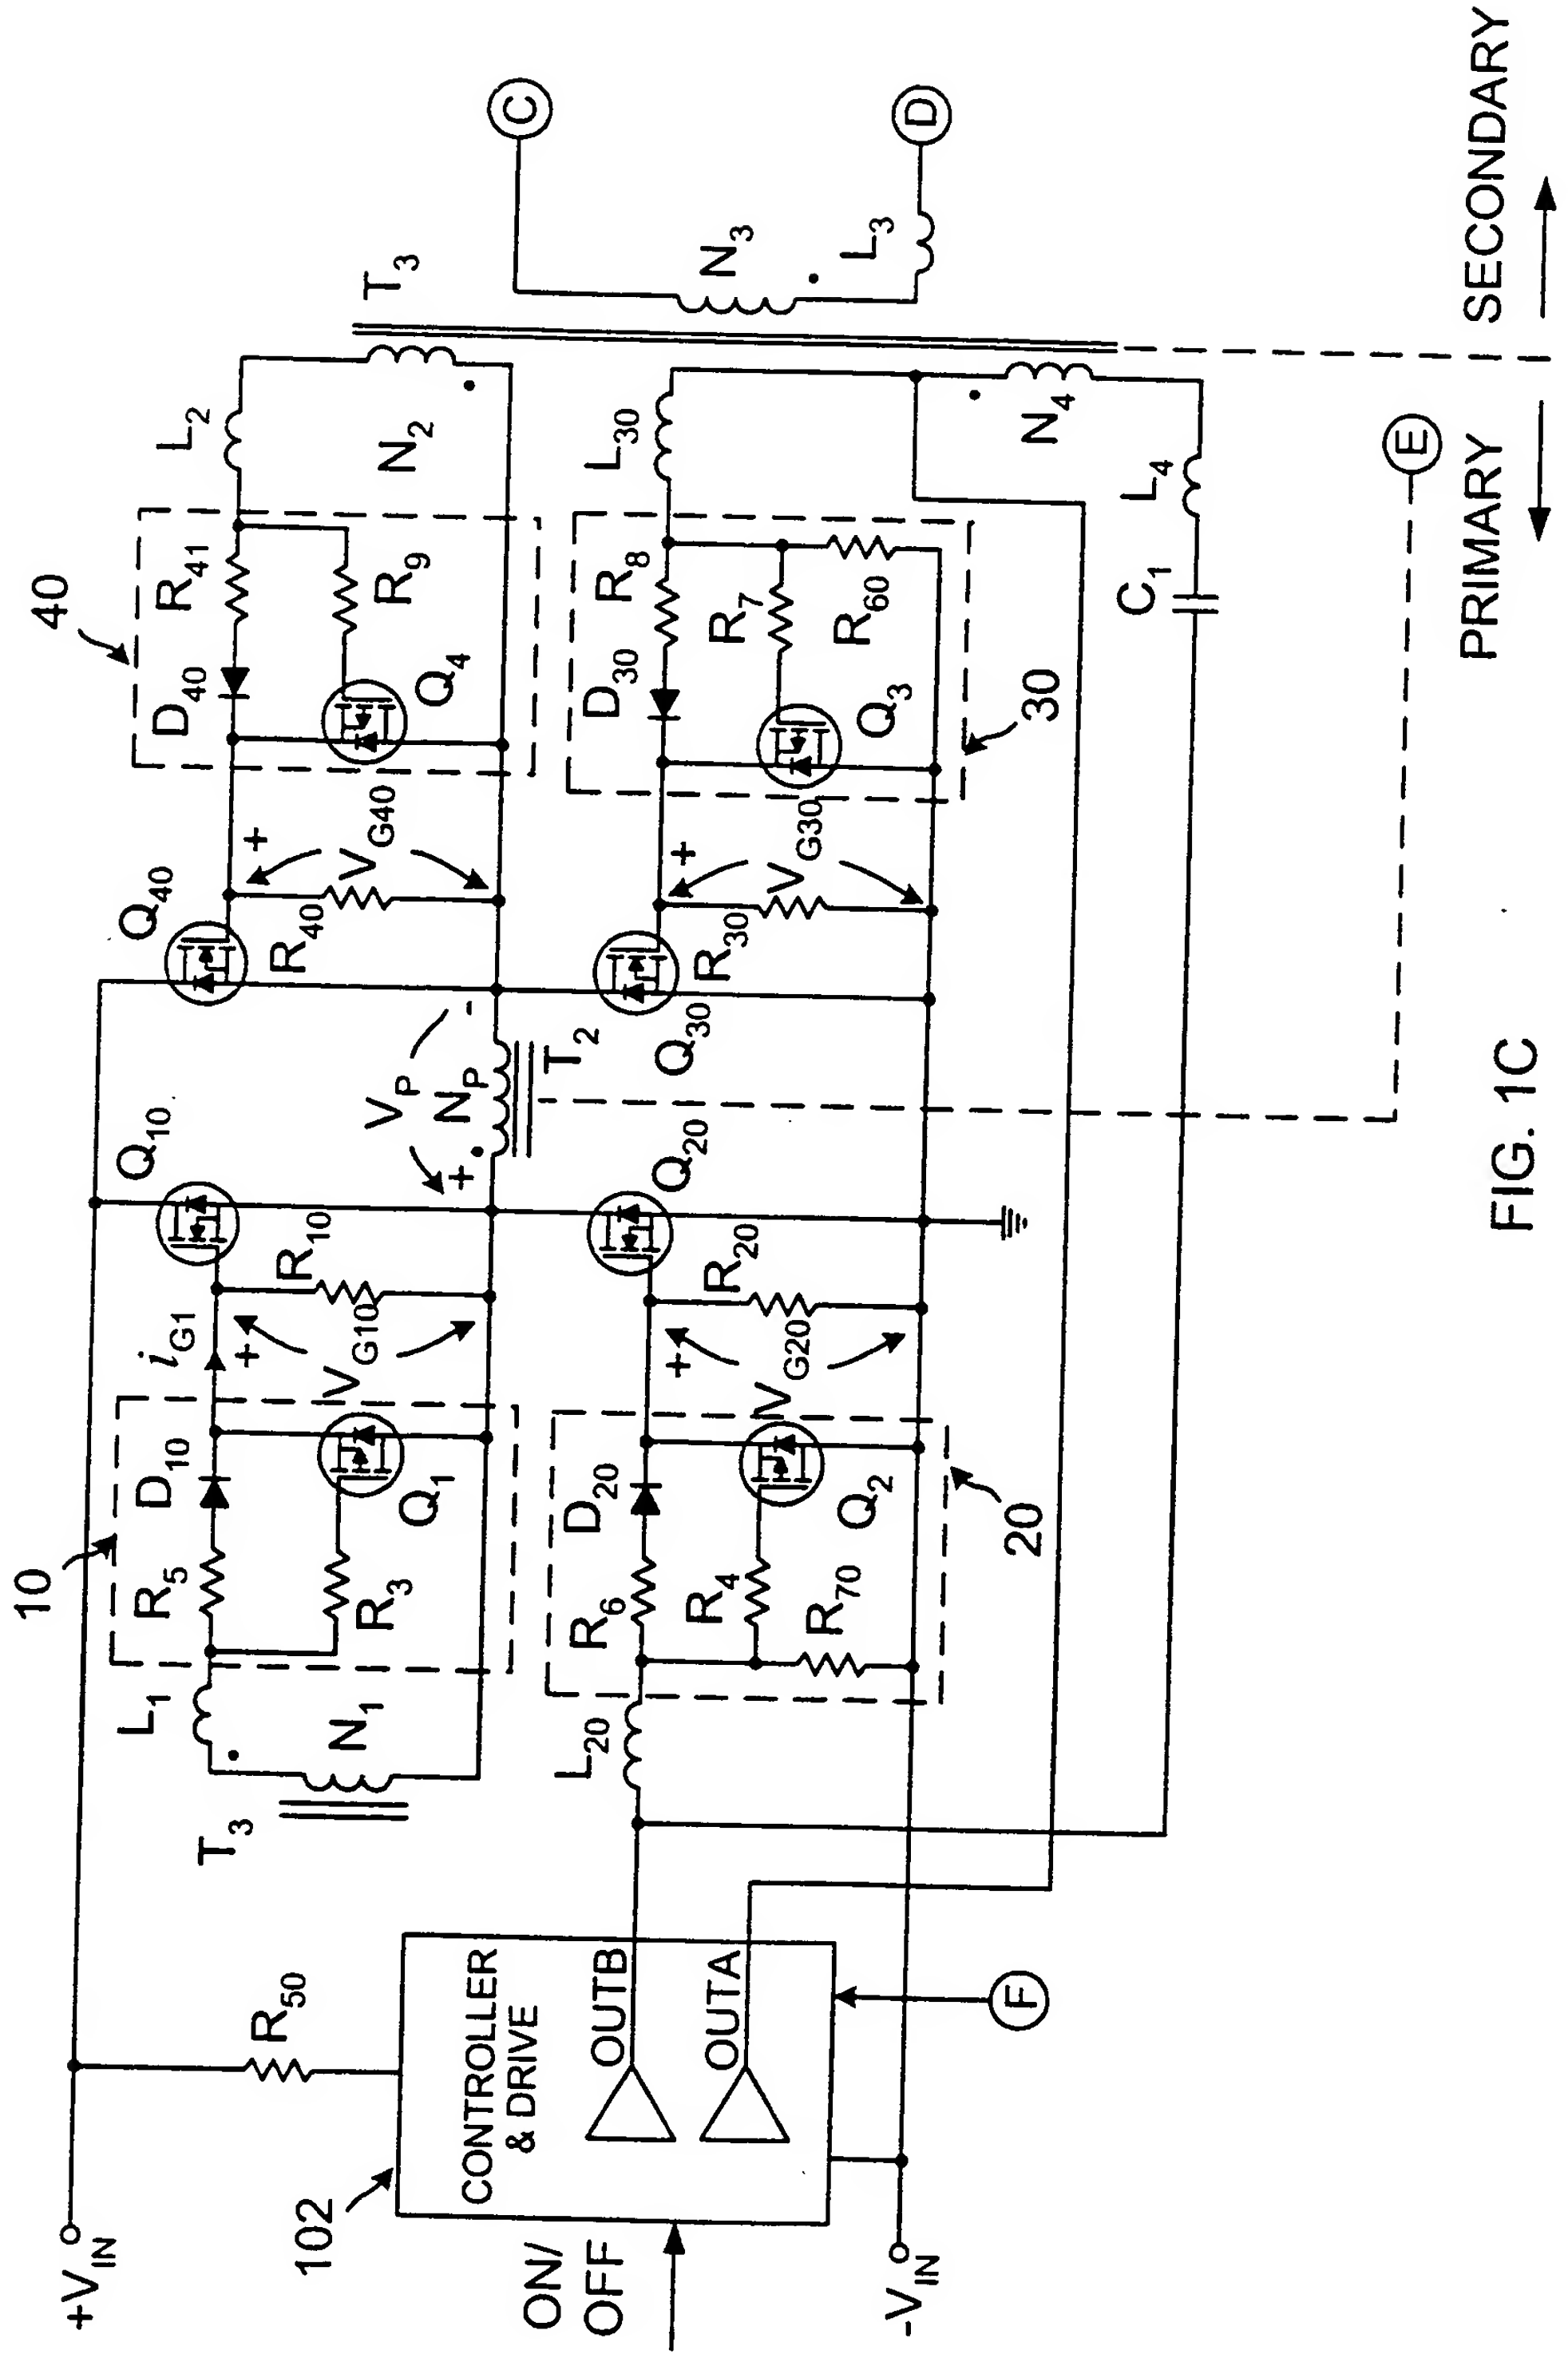 +VIN
-VIN
ON/
OFF
102
R50
CONTROLLER
& DRIVE
OUTB
OUTA
F
T3
N1
L1
10
R5
D10
R3
Q1
iG1
+
VG10
R10
Q10
L20
R6
D20
R4
R70
Q2
20
+
VG20
R20
Q20
VP
+
-
NP
T2
Q40
R40
+
VG40
40
D40
R41
Q4
R9
L2
N2
T3
Q30
R30
+
VG30
D30
R8
R7
Q3
R60
30
L30
N4
L4
C1
N3
L3
C
D
E
PRIMARY
SECONDARY
FIG. 1C